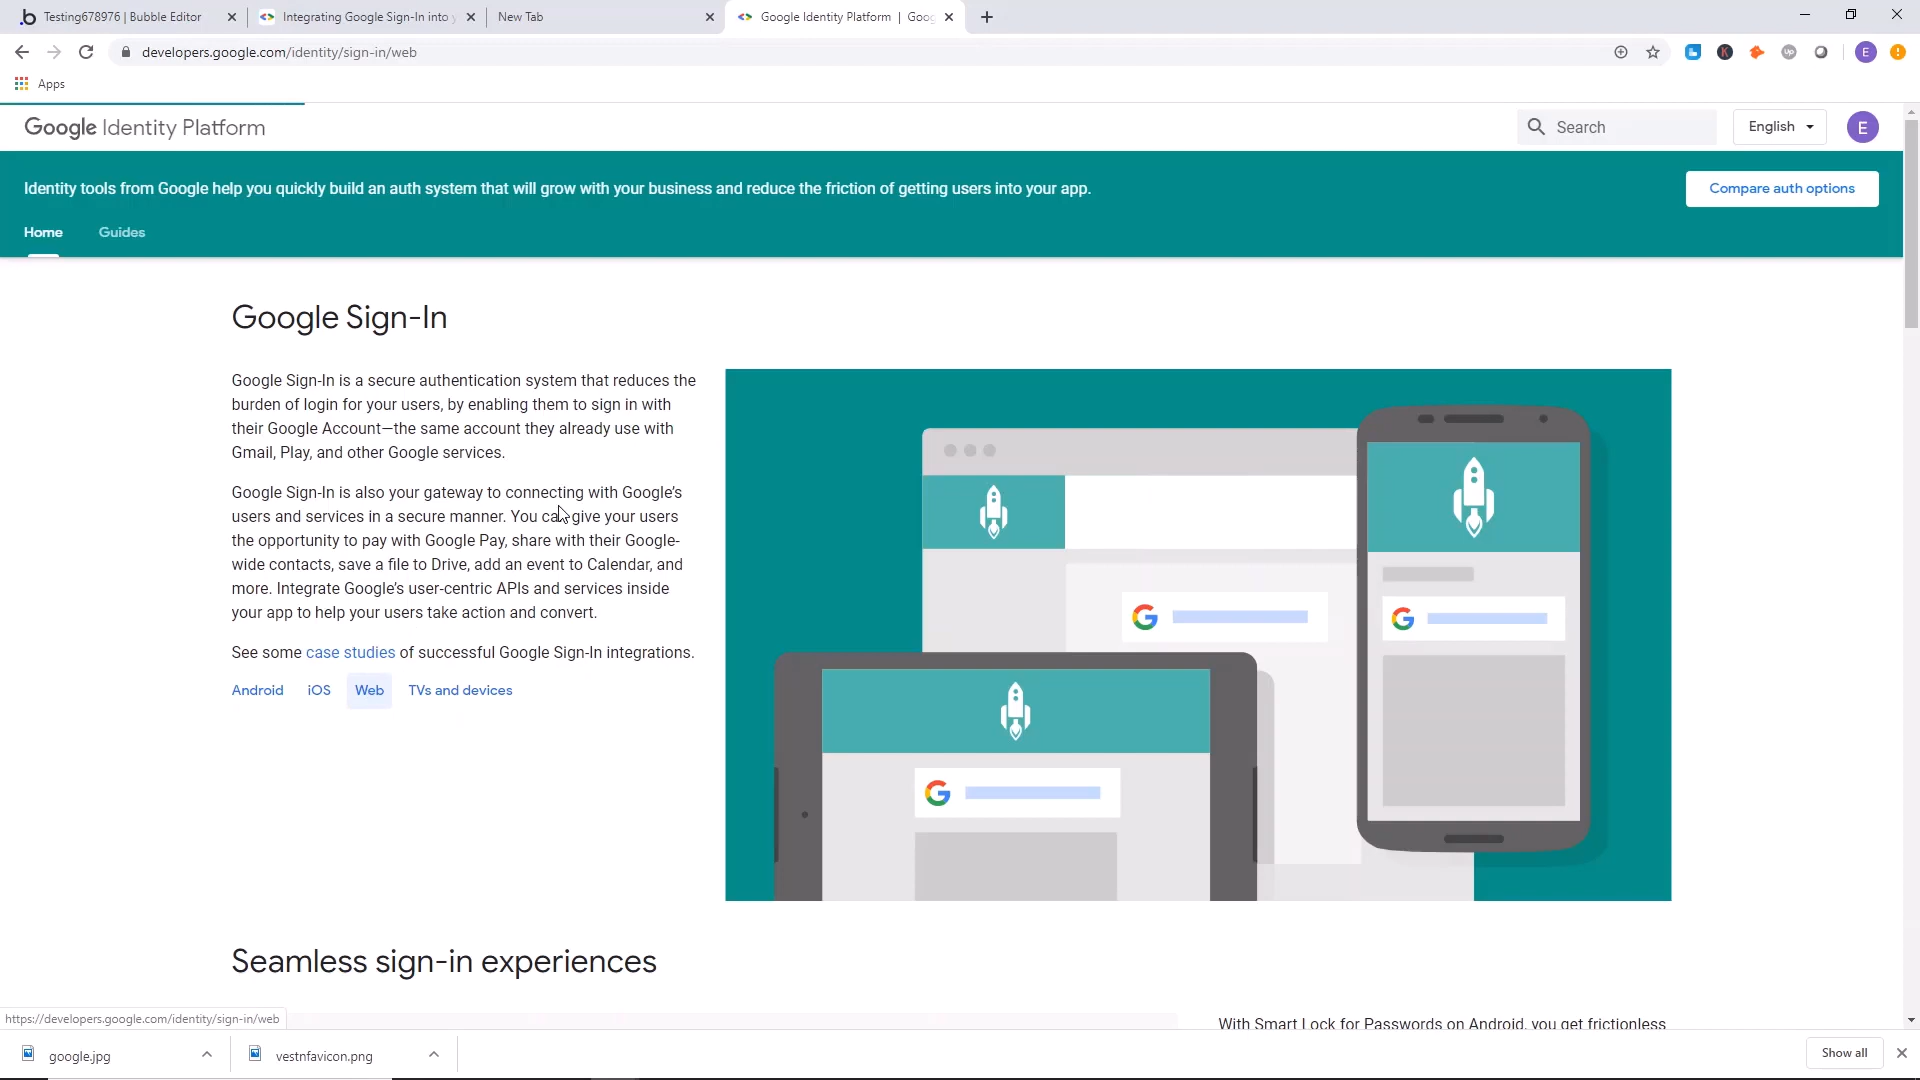 Testing678976 | Bubble Editor
Integrating Google Sign-In into y
New Tab
Google Identity Platform | Goog
developers.google.com/identity/sign-in/web
E
Apps
Google Identity Platform
Search
English
E
Identity tools from Google help you quickly build an auth system that will grow with your business and reduce the friction of getting users into your app.
Compare auth options
Home
Guides
Google Sign-In
Google Sign-In is a secure authentication system that reduces the
burden of login for your users, by enabling them to sign in with
their Google Account—the same account they already use with
Gmail, Play, and other Google services.
Google Sign-In is also your gateway to connecting with Google's
users and services in a secure manner. You can give your users
the opportunity to pay with Google Pay, share with their Google-
wide contacts, save a file to Drive, add an event to Calendar, and
more. Integrate Google's user-centric APIs and services inside
your app to help your users take action and convert.
See some case studies of successful Google Sign-In integrations.
Android iOS Web TVs and devices
Seamless sign-in experiences
With Smart Lock for Passwords on Android, you get frictionless
https://developers.google.com/identity/sign-in/web
google.jpg
vestnfavicon.png
Show all